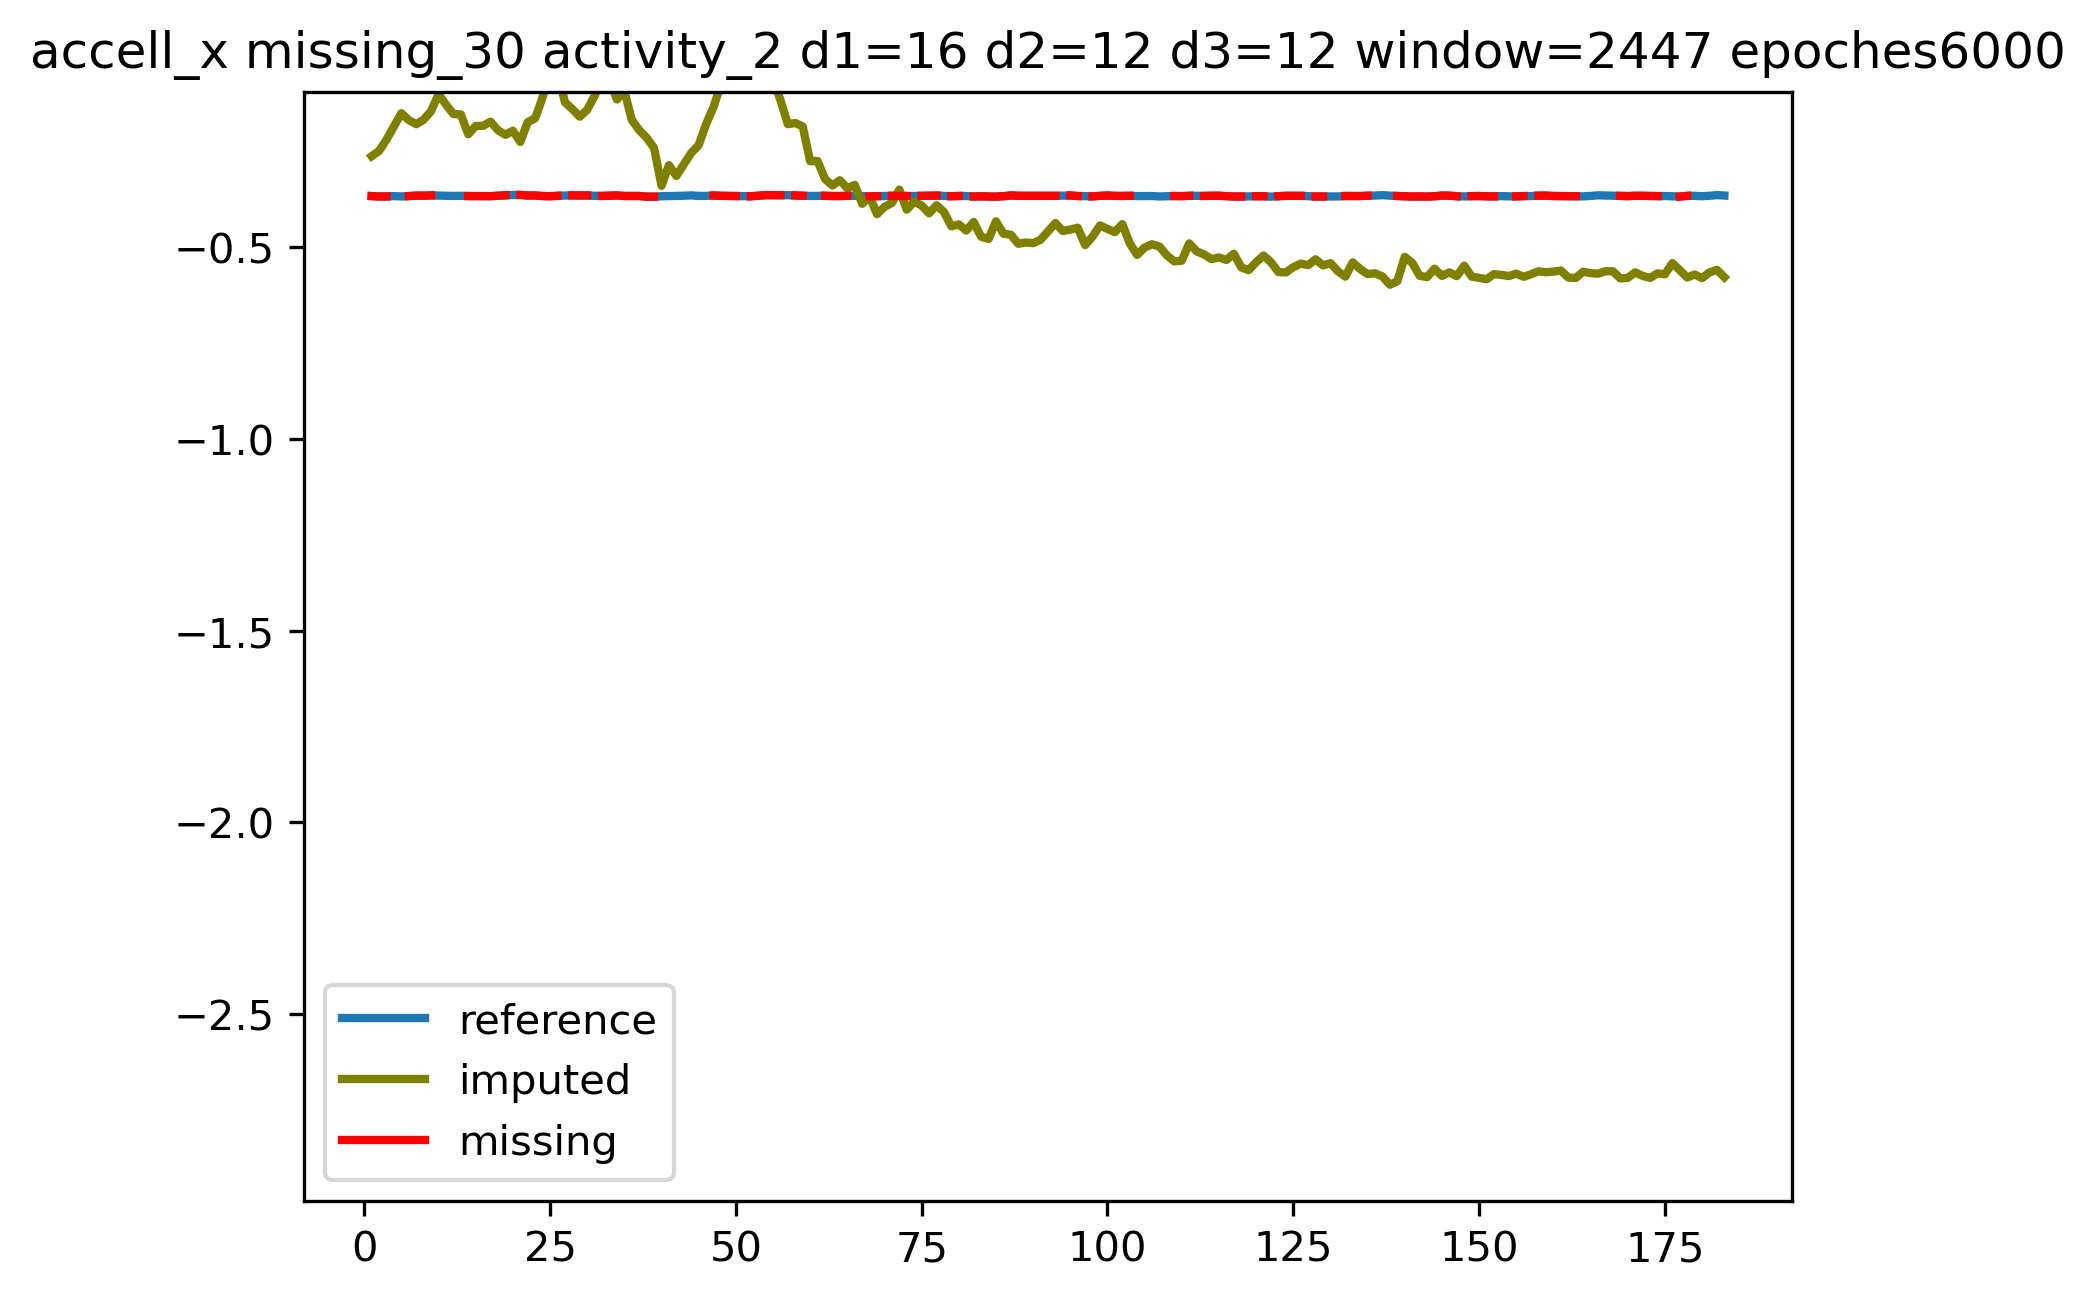 accell_x missing_30 activity_2 d1=16 d2=12 d3=12 window=2447 epoches6000
−0.5
−1.0
−1.5
−2.0
−2.5
reference
imputed
missing
0 25 50 75 100 125 150 175